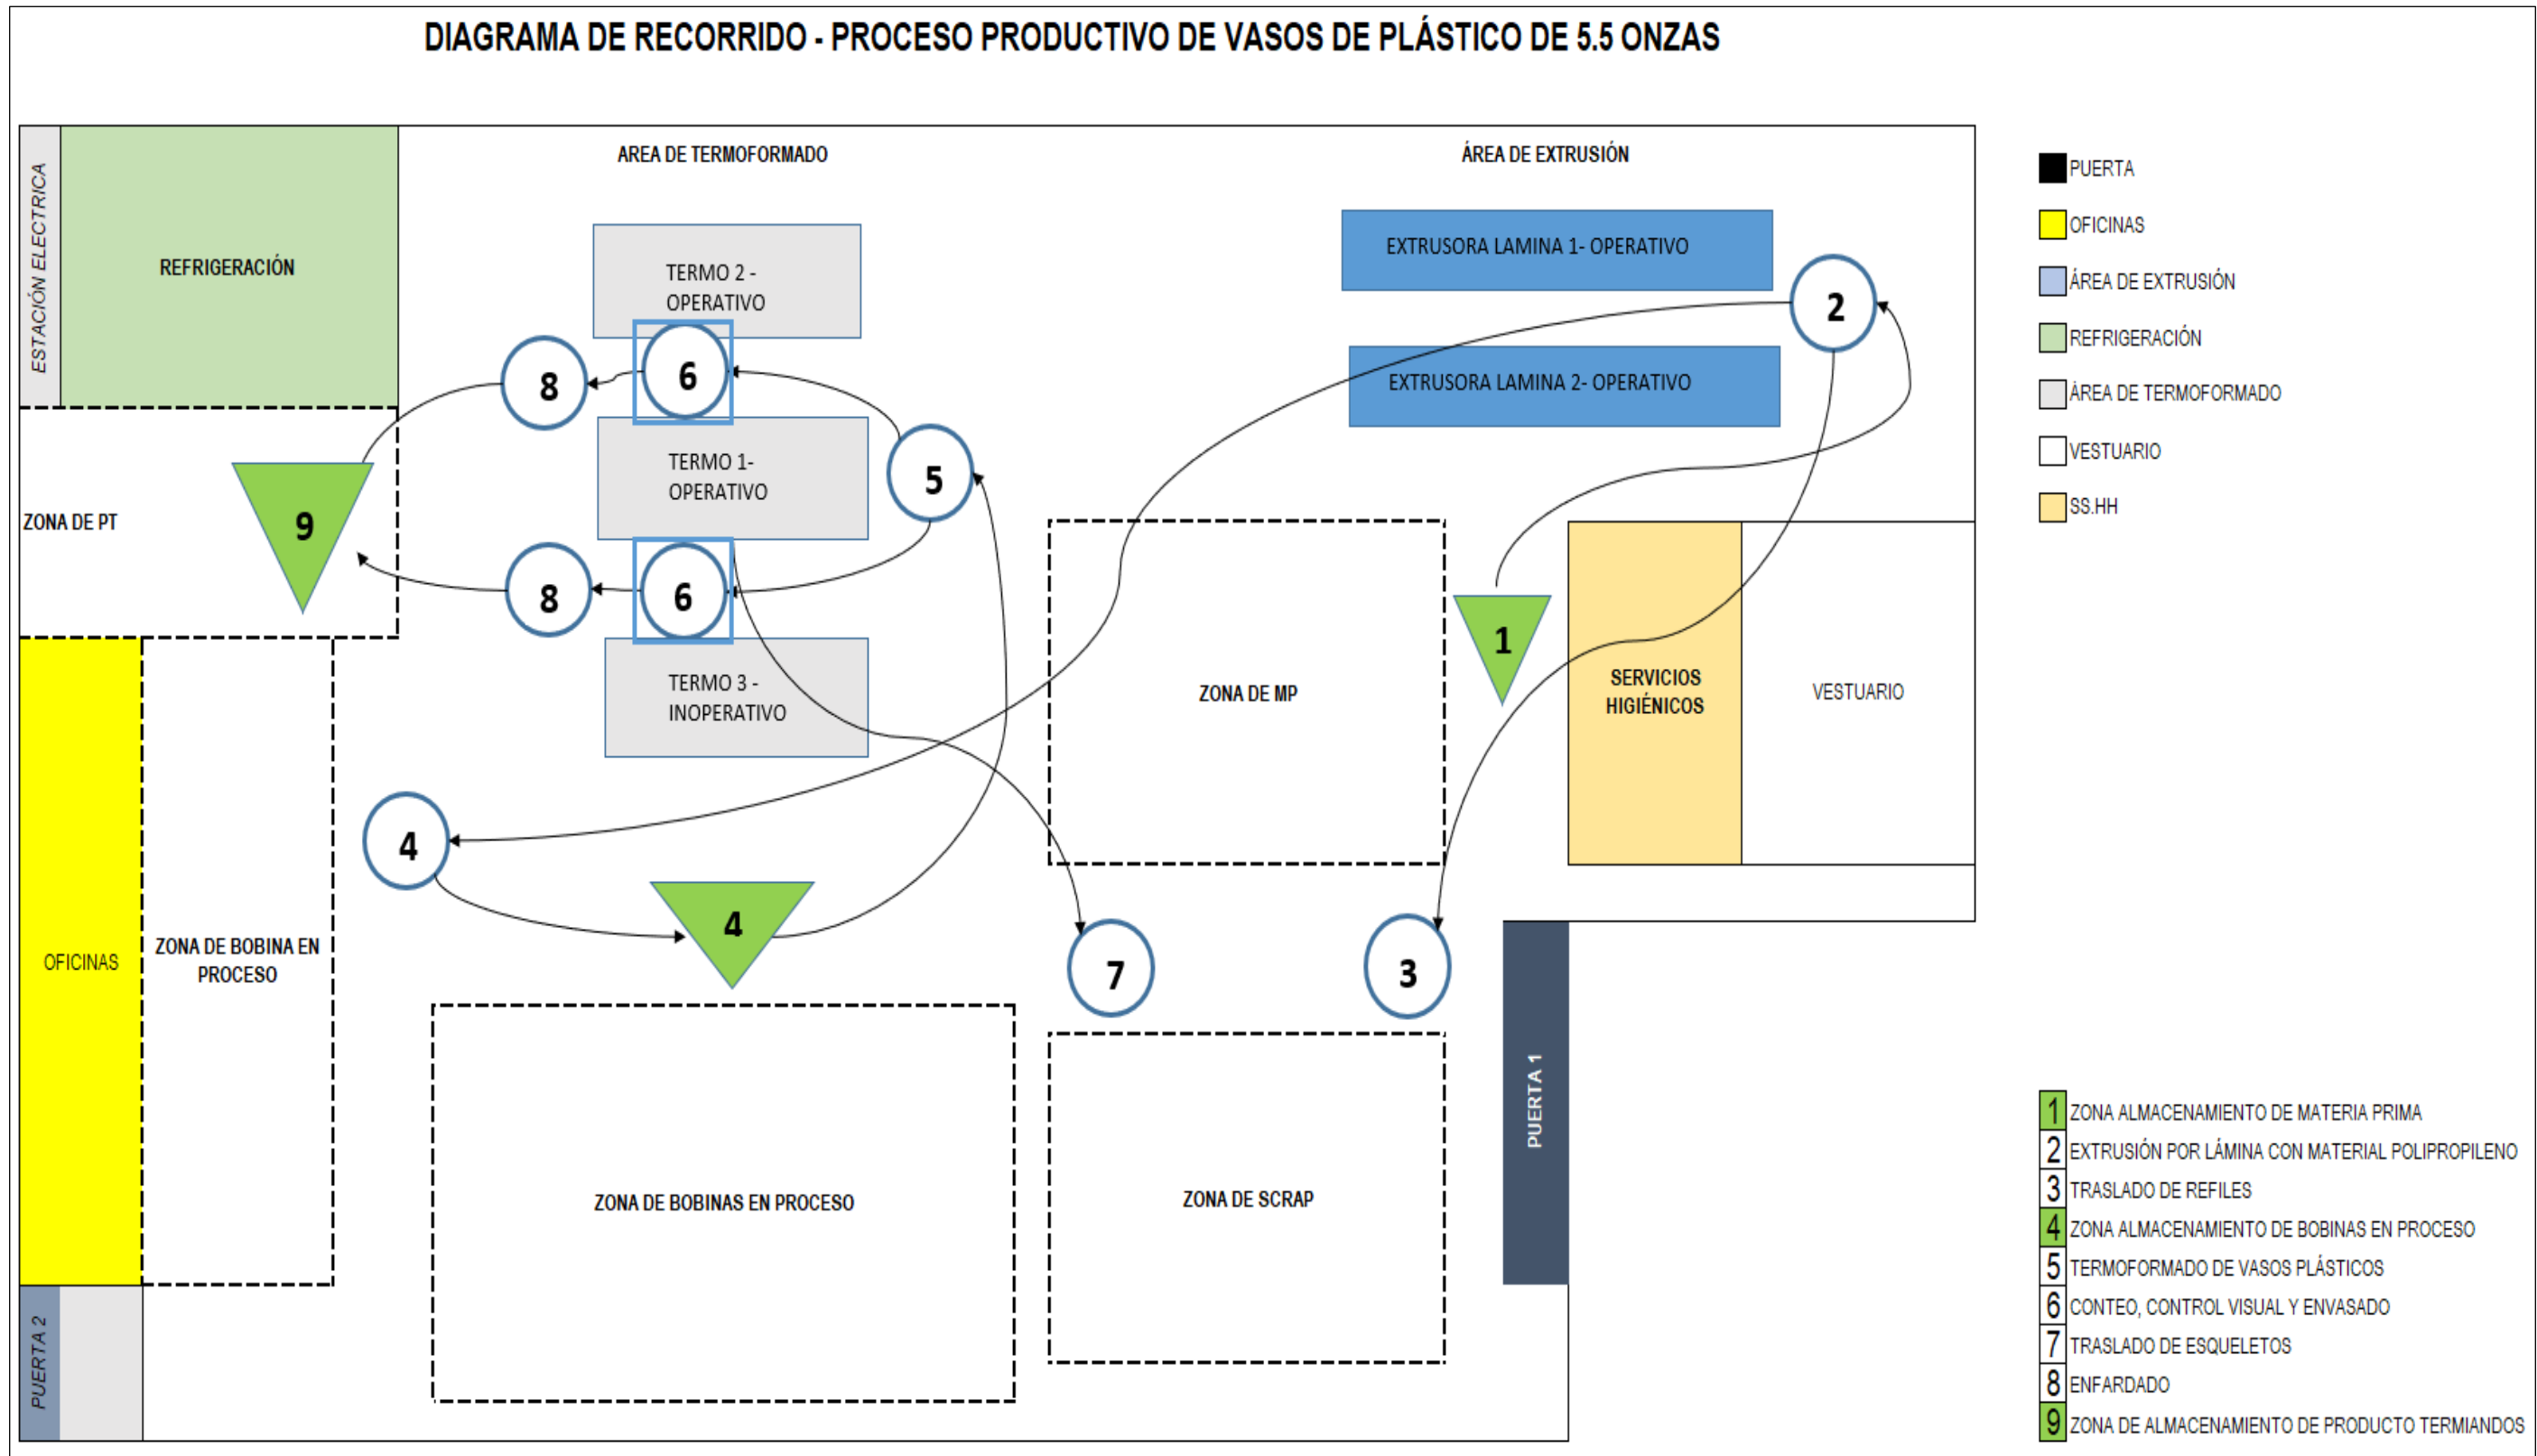 DIAGRAMA DE RECORRIDO - PROCESO PRODUCTIVO DE VASOS DE PLÁSTICO DE 5.5 ONZAS
ESTACIÓN ELECTRICA
REFRIGERACIÓN
AREA DE TERMOFORMADO
ÁREA DE EXTRUSIÓN
TERMO 2 -
OPERATIVO
EXTRUSORA LAMINA 1- OPERATIVO
2
EXTRUSORA LAMINA 2- OPERATIVO
8
6
TERMO 1-
OPERATIVO
5
ZONA DE PT
9
8
6
TERMO 3 -
INOPERATIVO
ZONA DE MP
1
SERVICIOS
HIGIÉNICOS
VESTUARIO
4
4
7
3
OFICINAS
ZONA DE BOBINA EN
PROCESO
ZONA DE BOBINAS EN PROCESO
ZONA DE SCRAP
PUERTA 1
PUERTA 2
PUERTA
OFICINAS
ÁREA DE EXTRUSIÓN
REFRIGERACIÓN
ÁREA DE TERMOFORMADO
VESTUARIO
SS.HH
1 ZONA ALMACENAMIENTO DE MATERIA PRIMA
2 EXTRUSIÓN POR LÁMINA CON MATERIAL POLIPROPILENO
3 TRASLADO DE REFILES
4 ZONA ALMACENAMIENTO DE BOBINAS EN PROCESO
5 TERMOFORMADO DE VASOS PLÁSTICOS
6 CONTEO, CONTROL VISUAL Y ENVASADO
7 TRASLADO DE ESQUELETOS
8 ENFARDADO
9 ZONA DE ALMACENAMIENTO DE PRODUCTO TERMIANDOS